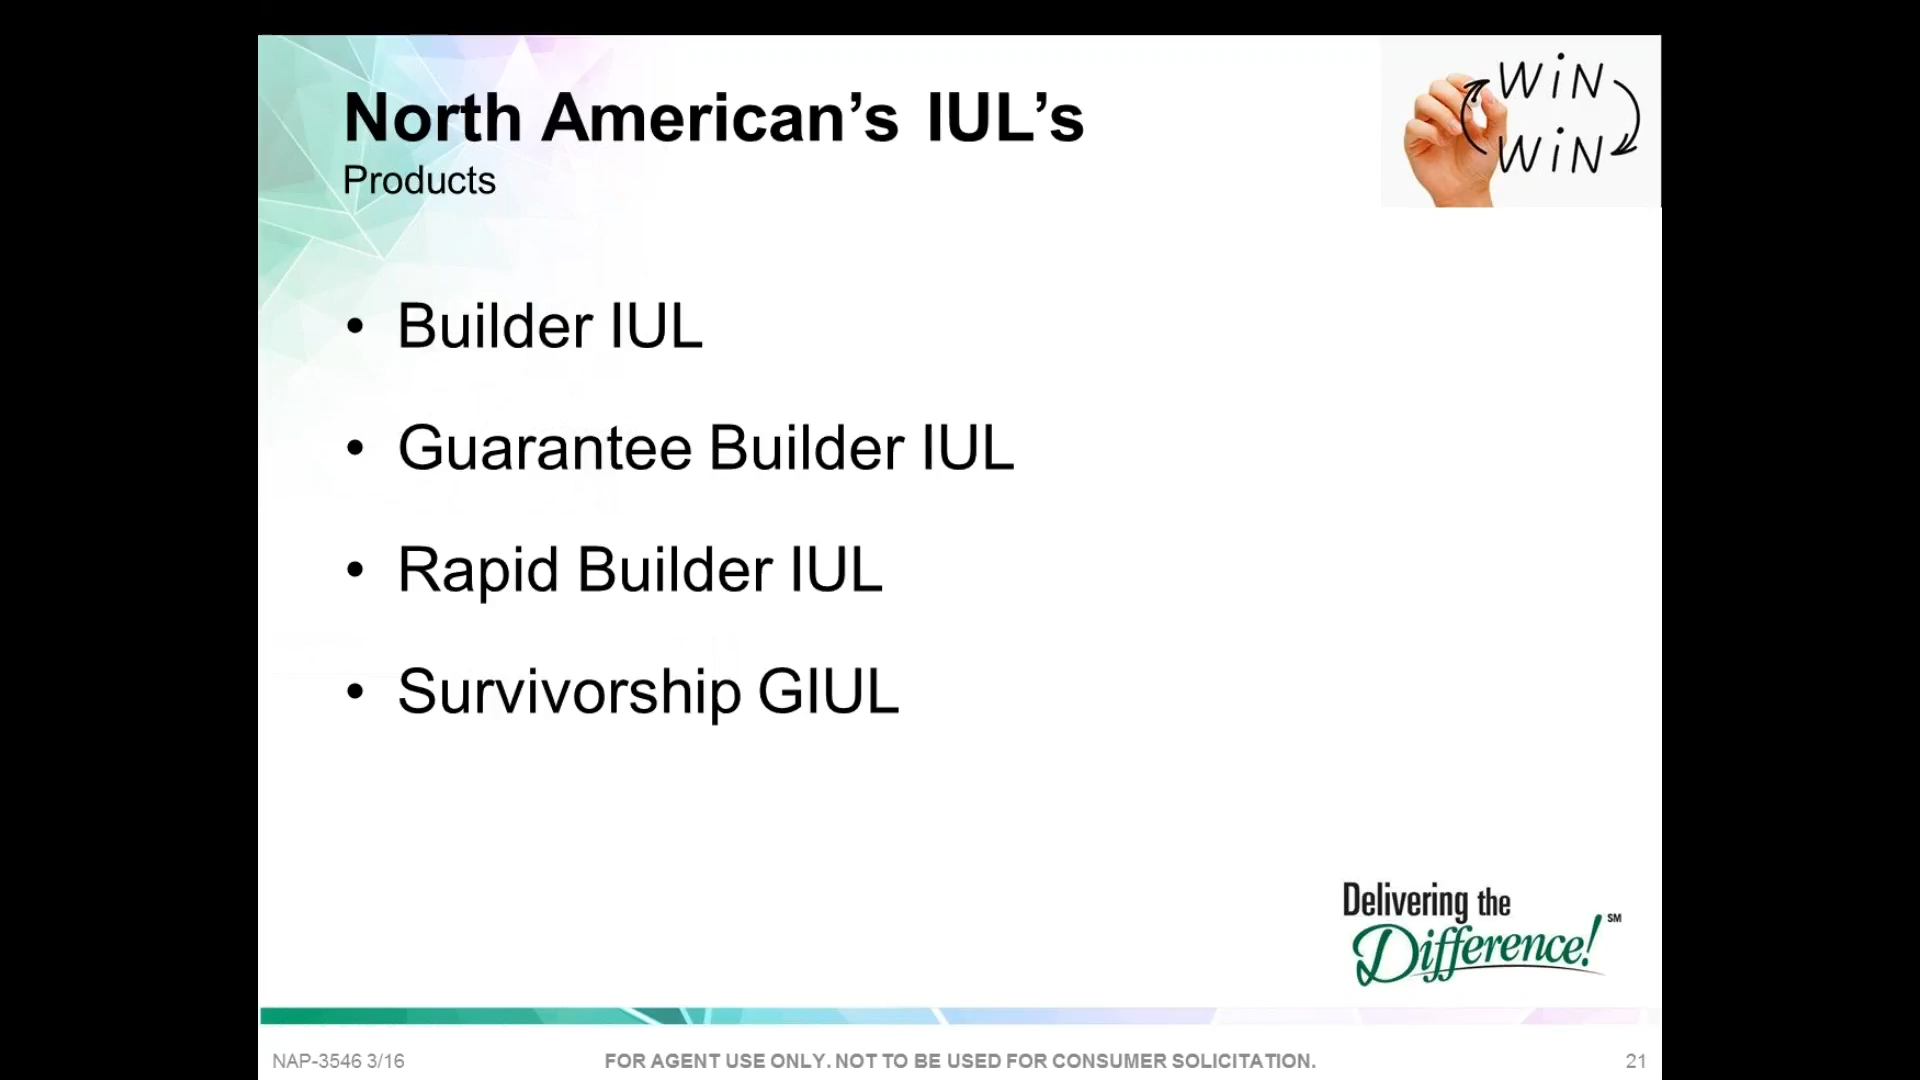 North American’s IUL’s
Products
WiN
WiN
• Builder IUL
• Guarantee Builder IUL
• Rapid Builder IUL
• Survivorship GIUL
Delivering the
Difference! SM
NAP-3546 3/16
FOR AGENT USE ONLY. NOT TO BE USED FOR CONSUMER SOLICITATION.
21